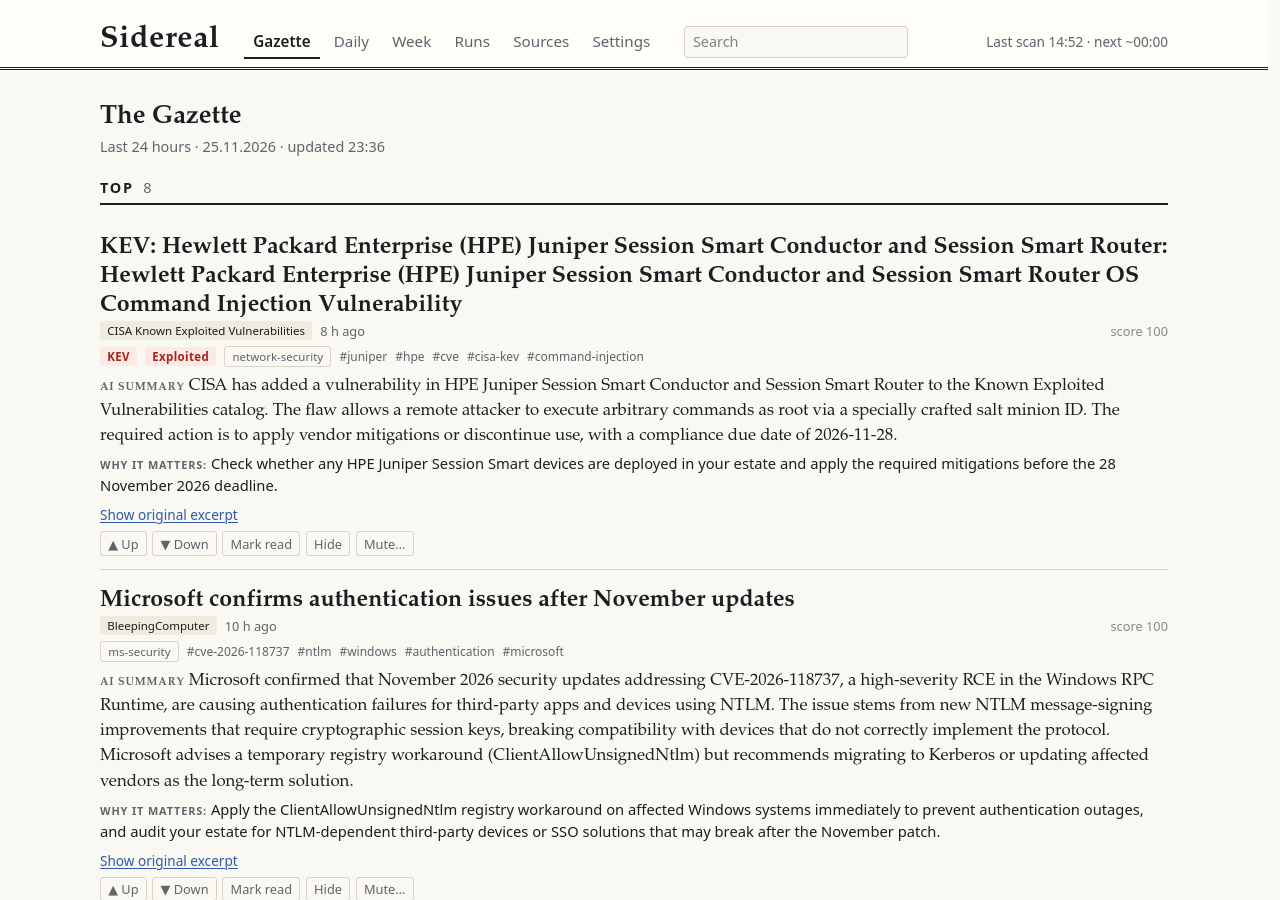 Sidereal
Gazette Daily Week Runs Sources Settings Search Last scan 14:52 · next ~00:00
The Gazette
Last 24 hours · 25.11.2026 · updated 23:36
TOP 8
KEV: Hewlett Packard Enterprise (HPE) Juniper Session Smart Conductor and Session Smart Router:
Hewlett Packard Enterprise (HPE) Juniper Session Smart Conductor and Session Smart Router OS
Command Injection Vulnerability
CISA Known Exploited Vulnerabilities 8 h ago score 100
KEV Exploited network-security #juniper #hpe #cve #cisa-kev #command-injection
AI SUMMARY CISA has added a vulnerability in HPE Juniper Session Smart Conductor and Session Smart Router to the Known Exploited
Vulnerabilities catalog. The flaw allows a remote attacker to execute arbitrary commands as root via a specially crafted salt minion ID. The
required action is to apply vendor mitigations or discontinue use, with a compliance due date of 2026-11-28.
WHY IT MATTERS: Check whether any HPE Juniper Session Smart devices are deployed in your estate and apply the required mitigations before the 28
November 2026 deadline.
Show original excerpt
▲ Up ▼ Down Mark read Hide Mute…
Microsoft confirms authentication issues after November updates
BleepingComputer 10 h ago score 100
ms-security #cve-2026-118737 #ntlm #windows #authentication #microsoft
AI SUMMARY Microsoft confirmed that November 2026 security updates addressing CVE-2026-118737, a high-severity RCE in the Windows RPC
Runtime, are causing authentication failures for third-party apps and devices using NTLM. The issue stems from new NTLM message-signing
improvements that require cryptographic session keys, breaking compatibility with devices that do not correctly implement the protocol.
Microsoft advises a temporary registry workaround (ClientAllowUnsignedNtlm) but recommends migrating to Kerberos or updating affected
vendors as the long-term solution.
WHY IT MATTERS: Apply the ClientAllowUnsignedNtlm registry workaround on affected Windows systems immediately to prevent authentication outages,
and audit your estate for NTLM-dependent third-party devices or SSO solutions that may break after the November patch.
Show original excerpt
▲ Up ▼ Down Mark read Hide Mute…